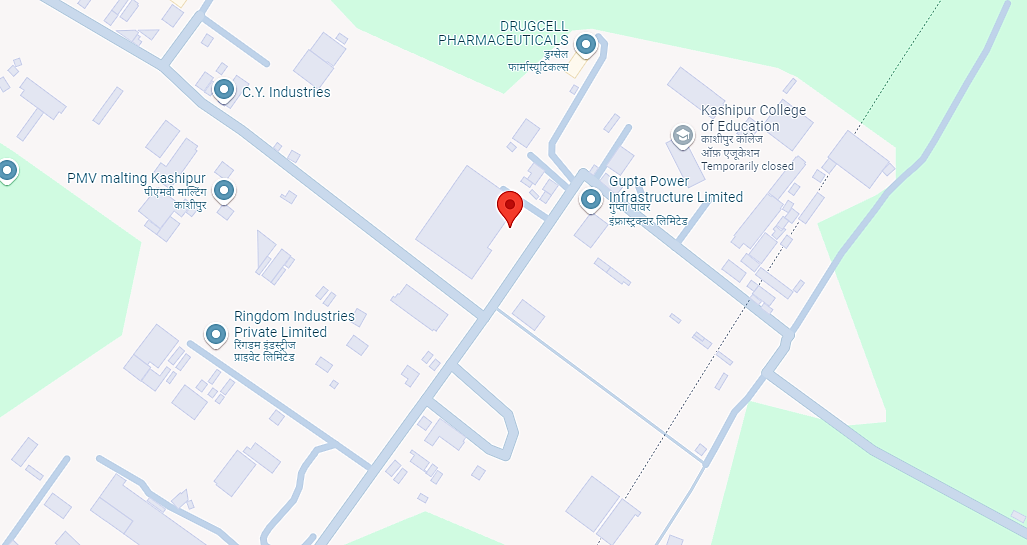 DRUGCELL
PHARMACEUTICALS
ड्रग्सेल
फार्मास्यूटिकल्स
C.Y. Industries
Kashipur College
of Education
काशीपुर कॉलेज
ऑफ़ एजूकेशन
Temporarily closed
PMV malting Kashipur
पीएमवी माल्टिंग
काशीपुर
Gupta Power
Infrastructure Limited
गुप्ता पावर
इंफ्रास्ट्रक्चर लिमिटेड
Ringdom Industries
Private Limited
रिंगडम इंडस्ट्रीज
प्राइवेट लिमिटेड